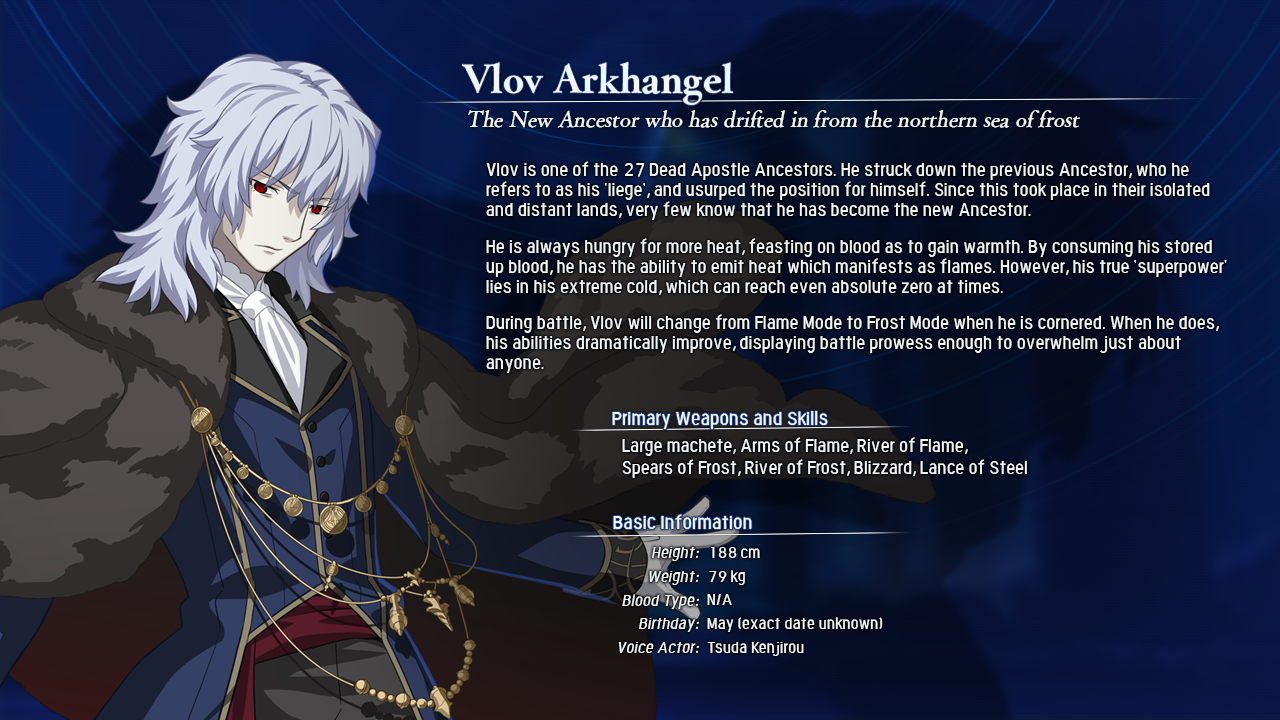 Vlov Arkhangel
The New Ancestor who has drifted in from the northern sea of frost
Vlov is one of the 27 Dead Apostle Ancestors. He struck down the previous Ancestor, who he
refers to as his 'liege', and usurped the position for himself. Since this took place in their isolated
and distant lands, very few know that he has become the new Ancestor.
He is always hungry for more heat, feasting on blood as to gain warmth. By consuming his stored
up blood, he has the ability to emit heat which manifests as flames. However, his true 'superpower'
lies in his extreme cold, which can reach even absolute zero at times.
During battle, Vlov will change from Flame Mode to Frost Mode when he is cornered. When he does,
his abilities dramatically improve, displaying battle prowess enough to overwhelm just about
anyone.
Primary Weapons and Skills
Large machete, Arms of Flame, River of Flame,
Spears of Frost, River of Frost, Blizzard, Lance of Steel
Basic Information
Height: 188 cm
Weight: 79 kg
Blood Type: N/A
Birthday: May (exact date unknown)
Voice Actor: Tsuda Kenjirou